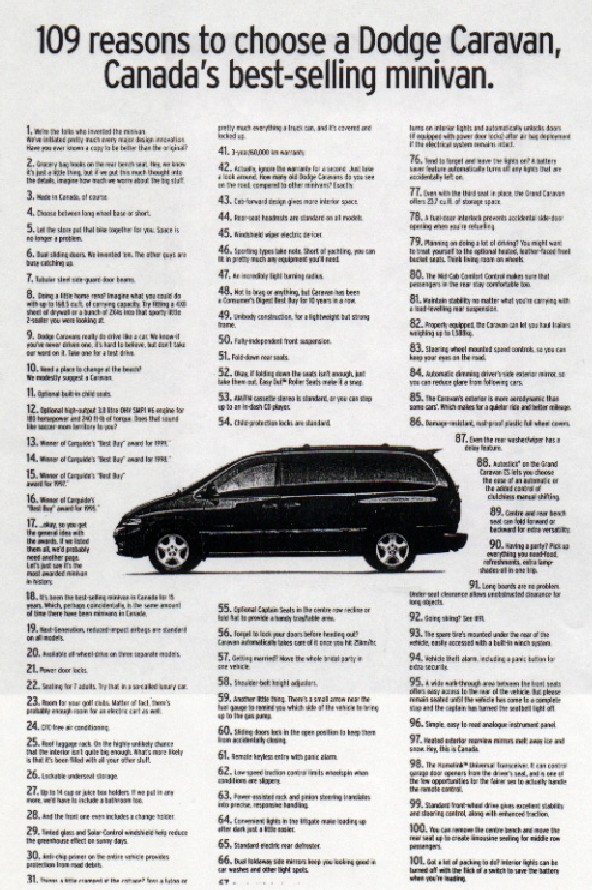 109 reasons to choose a Dodge Caravan,
Canada's best-selling minivan.
1. We're the folks who invented the minivan.
We've initiated pretty much every major design innovation.
Have you ever known a copy to be better than the original?
2. Grocery bag hooks on the rear bench seat. Hey, we know
it's just a little thing, but if we put this much thought into
the details, imagine how much we worry about the big stuff.
3. Made in Canada, of course.
4. Choose between long wheel base or short.
5. Let the store put that bike together for you. Space is
no longer a problem.
6. Dual sliding doors. We invented 'em. The other guys are
busy catching up.
7. Tubular steel side-guard door beams.
8. Doing a little home reno? Imagine what you could do
with up to 168.5 cu.ft. of carrying capacity. Try fitting a 4X8
sheet of drywall or a bunch of 2X4s into that sporty little
2-seater you were looking at.
9. Dodge Caravans really do drive like a car. We know if
you've never driven one, it's hard to believe, but don't take
our word on it. Take one for a test drive.
10. Need a place to change at the beach?
We modestly suggest a Caravan.
11. Optional built-in child seats.
12. Optional high-output 3.8 litre OHV SMPI V6 engine for
180 horsepower and 240 ft-lb of torque. Does that sound
like soccer-mom territory to you?
13. Winner of Carguide's "Best Buy" award for 1999.
14. Winner of Carguide's "Best Buy" award for 1998.
15. Winner of Carguide's "Best Buy"
award for 1997.
16. Winner of Carguide's
"Best Buy" award for 1996.
17. ...okay, so you get
the general idea with
the awards. If we listed
them all, we'd probably
need another page.
Let's just say it's the
most awarded minivan
in history.
18. It's been the best-selling minivan in Canada for 15
years. Which, perhaps coincidentally, is the same amount
of time there have been minivans in Canada.
19. Next-Generation, reduced impact airbags are standard
on all models.
20. Available all-wheel-drive on three separate models.
21. Power door locks.
22. Seating for 7 adults. Try that in a so-called luxury car.
23. Room for your golf clubs. Matter of fact, there's
probably enough room for an electric cart as well.
24. CFC-free air conditioning.
25. Roof luggage rack. On the highly unlikely chance
that the interior isn't quite big enough. What's more likely
is that it's been filled with all your other stuff.
26. Lockable underseat storage.
27. Up to 14 cup or juice box holders. If we put in any
more, we'd have to include a bathroom too.
28. And the front one even includes a change holder.
29. Tinted glass and Solar-Control windshield help reduce
the greenhouse effect on sunny days.
30. Anti-chip primer on the entire vehicle provides
protection from road debris.
31.
pretty much everything a truck can, and it's covered and
locked up.
41. 3-year/60,000 km warranty.
42. Actually, ignore the warranty for a second. Just take
a look around. How many old Dodge Caravans do you see
on the road, compared to other minivans? Exactly.
43. Cab-forward design gives more interior space.
44. Rear-seat headrests are standard on all models.
45. Windshield wiper electric de-icer.
46. Sporting types take note. Short of yachting, you can
fit in pretty much any equipment you'll need.
47. An incredibly tight turning radius.
48. Not to brag or anything, but Caravan has been
a Consumer's Digest Best Buy for 10 years in a row.
49. Unibody construction, for a lightweight but strong
frame.
50. Fully-independent front suspension.
51. Fold-down rear seats.
52. Okay, if folding down the seats isn't enough, just
take them out. Easy Out™ Roller Seats make it a snap.
53. AM/FM cassette stereo is standard, or you can step
up to an in-dash CD player.
54. Child-protection locks are standard.
55. Optional Captain Seats in the centre row recline or
fold flat to provide a handy tray/table area.
56. Forget to lock your doors before heading out?
Caravan automatically takes care of it once you hit 25km/hr.
57. Getting married? Move the whole bridal party in
one vehicle.
58. Shoulder-belt height adjusters.
59. Another little thing. There's a small arrow near the
fuel gauge to remind you which side of the vehicle to bring
up to the gas pump.
60. Sliding doors lock in the open position to keep them
from accidentally closing.
61. Remote keyless entry with panic alarm.
62. Low-speed traction control limits wheelspin when
conditions are slippery.
63. Power-assisted rack and pinion steering translates
into precise, responsive handling.
64. Convenient lights in the liftgate make loading up
after dark just a little easier.
65. Standard electric rear defroster.
66. Dual foldaway side mirrors keep you looking good in
car washes and other tight spots.
67.
turns on interior lights and automatically unlocks doors
(if equipped with power door locks) after air bag deployment
if the electrical system remains intact.
76. Tend to forget and leave the lights on? A battery
saver feature automatically turns off any lights that are
accidentally left on.
77. Even with the third seat in place, the Grand Caravan
offers 23.7 cu.ft. of storage space.
78. A fuel-door interlock prevents accidental side-door
opening when you're refuelling.
79. Planning on doing a lot of driving? You might want
to treat yourself to the optional heated, leather-faced front
bucket seats. Think living room on wheels.
80. The Mid-Cab Comfort Control makes sure that
passengers in the rear stay comfortable too.
81. Maintain stability no matter what you're carrying with
a load-levelling rear suspension.
82. Properly equipped, the Caravan can let you haul trailers
weighing up to
83. Steering-wheel mounted speed controls, so you can
keep your eyes on the road.
84. Automatic dimming driver's-side exterior mirror, so
you can reduce glare from following cars.
85. The Caravan's exterior is more aerodynamic than
some cars'. Which makes for a quieter ride and better mileage.
86. Damage-resistant, rust-proof plastic full wheel covers.
87. Even the rear washer/wiper has a
delay feature.
88. Autostick® on the Grand
Caravan ES lets you choose
the ease of an automatic or
the added control of
clutchless manual shifting.
89. Centre and rear bench
seat can fold forward or
backward for extra versatility.
90. Having a party? Pick up
everything you need-food,
refreshments, extra lamp-
shades-all in one trip.
91. Long boards are no problem.
Under-seat clearance allows unobstructed clearance for
long objects.
92. Going skiing? See #91.
93. The spare tire's mounted under the rear of the
vehicle, easily accessed with a built-in winch system.
94. Vehicle theft alarm, including a panic button for
extra security.
95. A wide walk-through area between the front seats
offers easy access to the rear of the vehicle. But please
remain seated until the vehicle has come to a complete
stop and the captain has turned the seatbelt light off.
96. Simple, easy to read analogue instrument panel.
97. Heated exterior rearview mirrors melt away ice and
snow. Hey, this is Canada.
98. The HomeLink™ Universal Transceiver. It can control
garage door openers from the driver's seat, and is one of
the few opportunities for the fairer sex to actually handle
the remote control.
99. Standard front-wheel drive gives excellent stability
and steering control, along with enhanced traction.
100. You can remove the centre bench and move the
rear seat up to create limousine seating for middle row
passengers.
101. Got a lot of packing to do? Interior lights can be
turned off with the flick of a switch to save the battery
when you're loading.